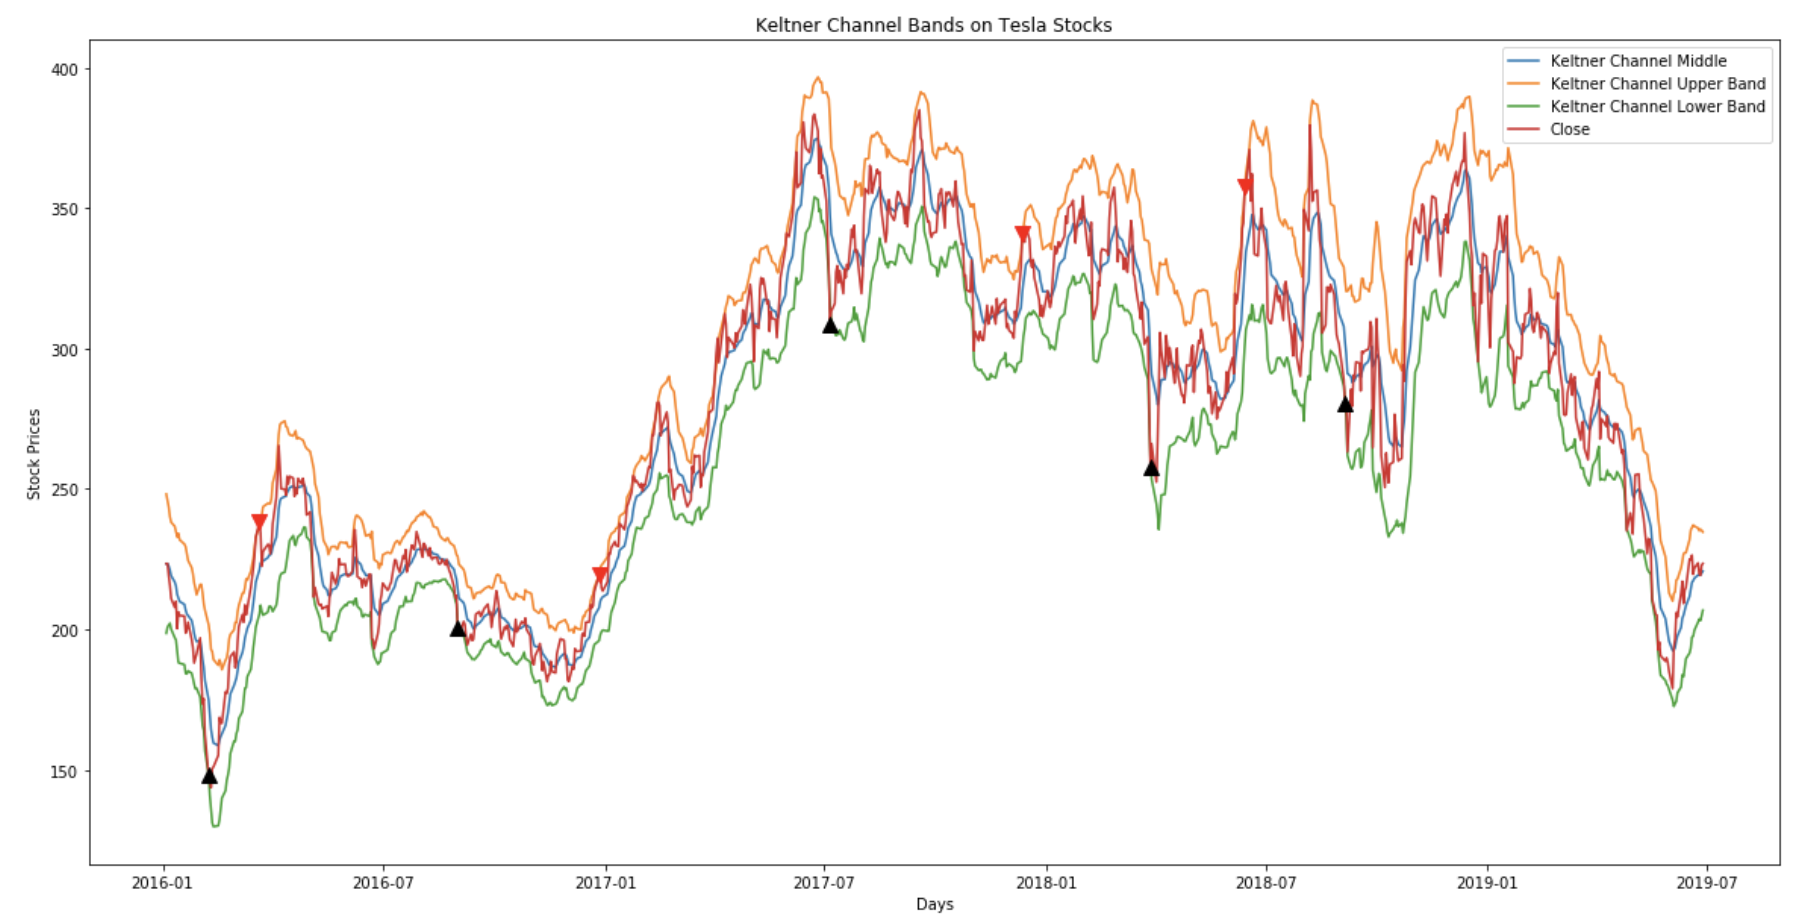 Keltner Channel Bands on Tesla Stocks
Keltner Channel Middle
Keltner Channel Upper Band
Keltner Channel Lower Band
Close
400
350
300
250
200
150
Stock Prices
2016-01 2016-07 2017-01 2017-07 2018-01 2018-07 2019-01 2019-07
Days